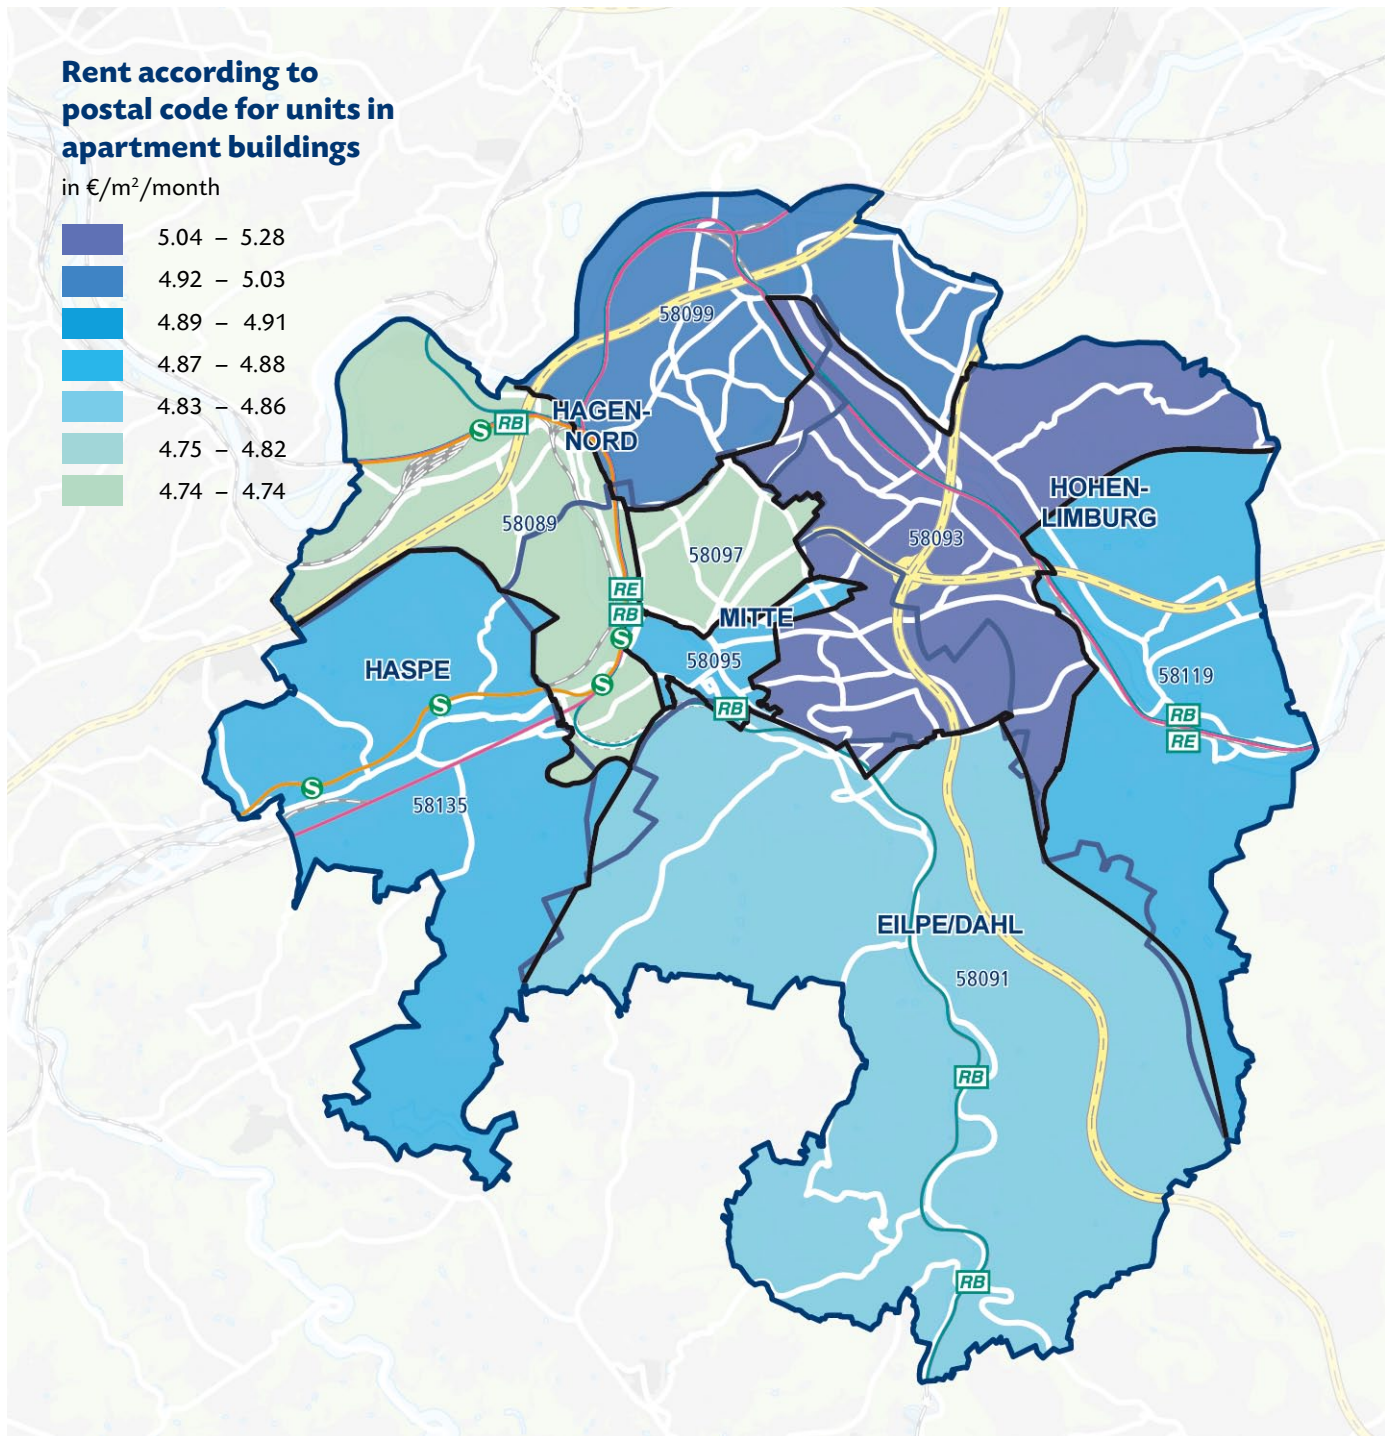 Rent according to
postal code for units in
apartment buildings
in €/m²/month
5.04 – 5.28
4.92 – 5.03
4.89 – 4.91
4.87 – 4.88
4.83 – 4.86
4.75 – 4.82
4.74 – 4.74
58099
HAGEN-
NORD
S
RB
HOHEN-
LIMBURG
58089
58093
58097
RE
RB
S
MITTE
58095
HASPE
58119
S
S
RB
RB
RE
S
58135
EILPE/DAHL
58091
RB
RB